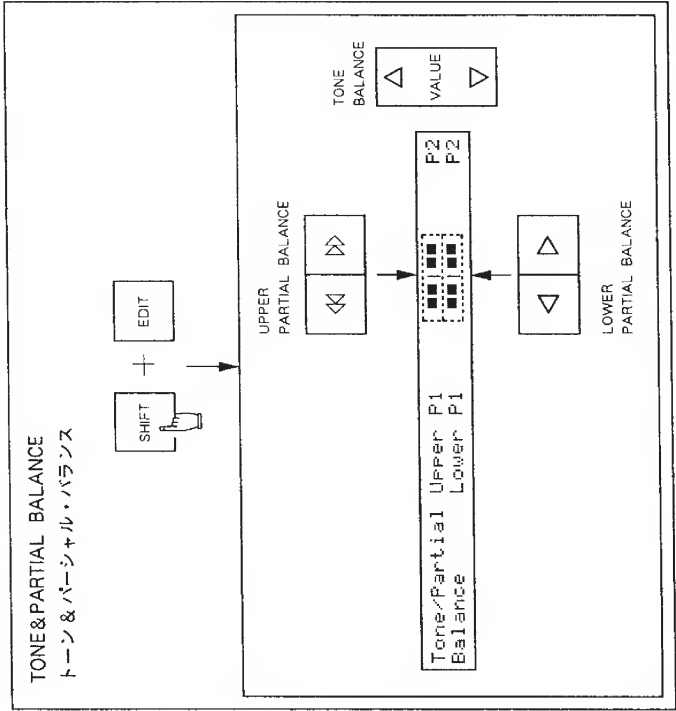 TONE&PARTIAL BALANCE
トーン&パーシャル・バランス
SHIFT + EDIT
UPPER
PARTIAL BALANCE
TONE
BALANCE
VALUE
Tone/Partial Upper P1 P2
Balance Lower P1 P2
LOWER
PARTIAL BALANCE